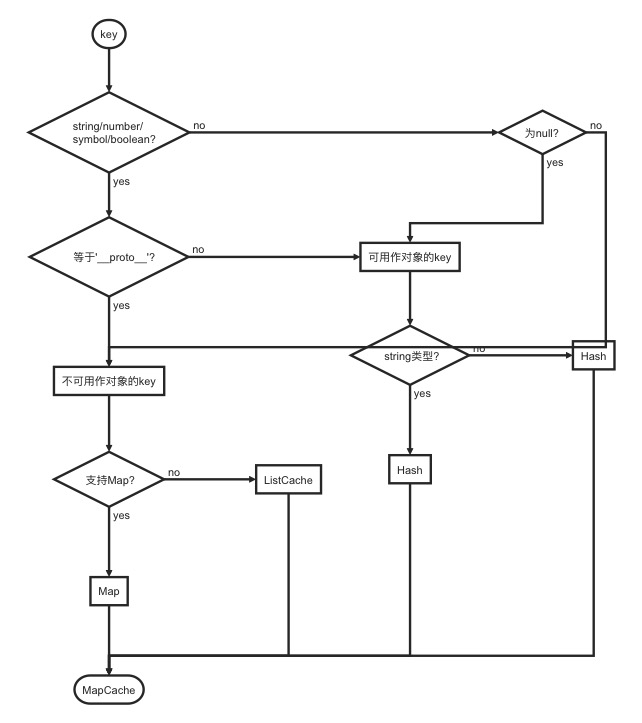 key
string/number/
symbol/boolean?
no
为null?
no
yes
yes
等于'__proto__'?
no
可用作对象的key
yes
string类型?
no
Hash
yes
不可用作对象的key
支持Map?
no
ListCache
Hash
yes
Map
MapCache